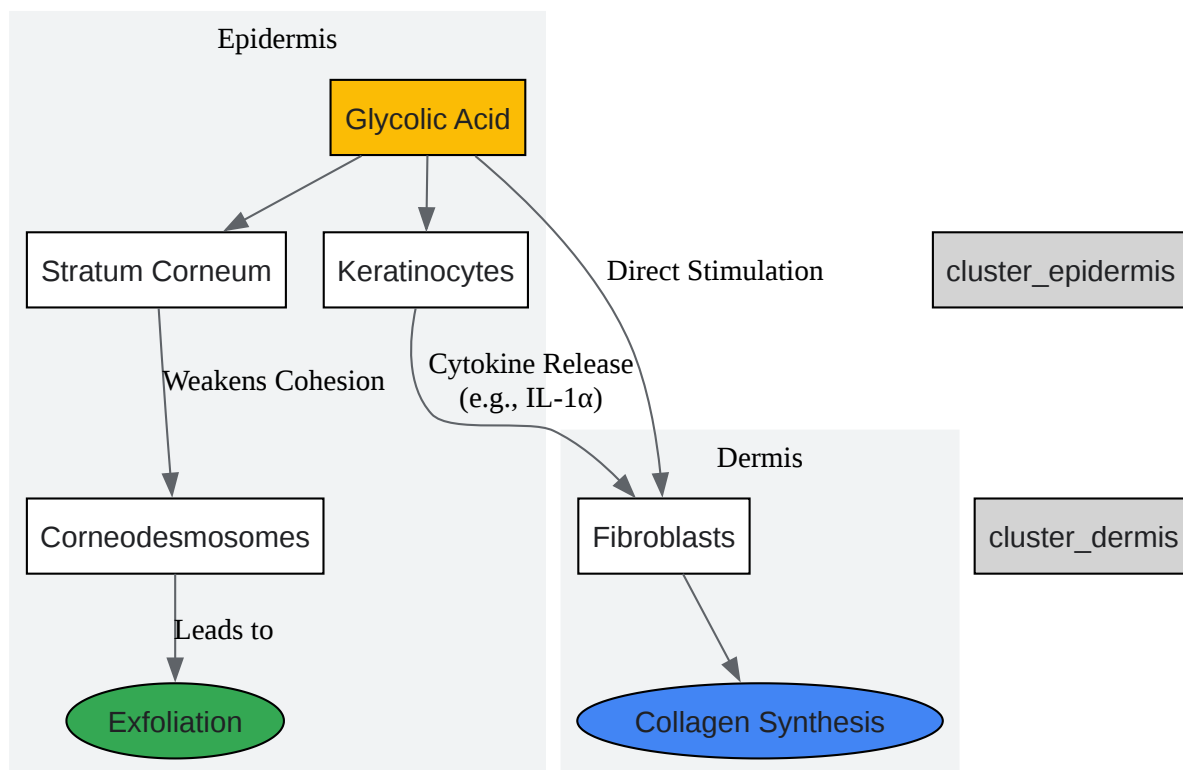 Epidermis
Glycolic Acid
Stratum Corneum
Keratinocytes
Direct Stimulation
cluster_epidermis
Weakens Cohesion
Cytokine Release
(e.g., IL-1α)
Dermis
Corneodesmosomes
Fibroblasts
cluster_dermis
Leads to
Exfoliation
Collagen Synthesis